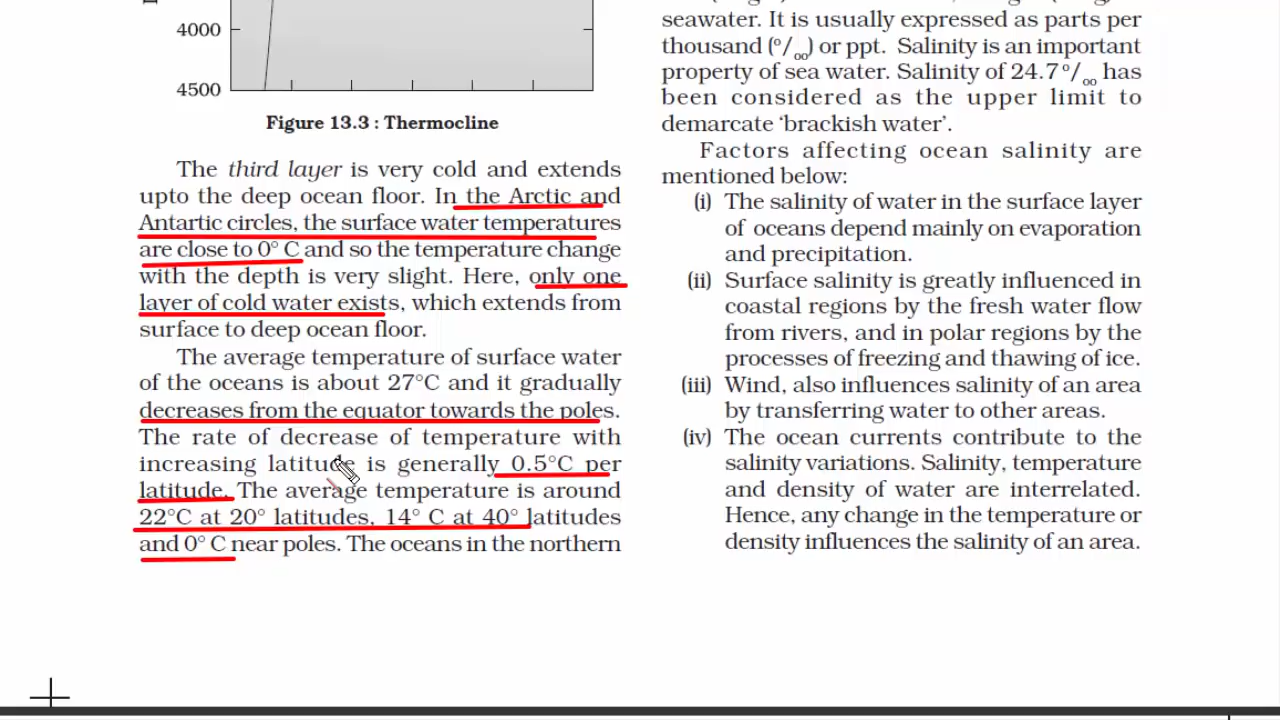 4000
4500
Figure 13.3 : Thermocline
The third layer is very cold and extends
upto the deep ocean floor. In the Arctic and
Antartic circles, the surface water temperatures
are close to 0° C and so the temperature change
with the depth is very slight. Here, only one
layer of cold water exists, which extends from
surface to deep ocean floor.
The average temperature of surface water
of the oceans is about 27°C and it gradually
decreases from the equator towards the poles.
The rate of decrease of temperature with
increasing latitude is generally 0.5°C per
latitude. The average temperature is around
22°C at 20° latitudes, 14° C at 40° latitudes
and 0° C near poles. The oceans in the northern
seawater. It is usually expressed as parts per
thousand (o/oo) or ppt. Salinity is an important
property of sea water. Salinity of 24.7 o/oo has
been considered as the upper limit to
demarcate ‘brackish water’.
Factors affecting ocean salinity are
mentioned below:
(i) The salinity of water in the surface layer
of oceans depend mainly on evaporation
and precipitation.
(ii) Surface salinity is greatly influenced in
coastal regions by the fresh water flow
from rivers, and in polar regions by the
processes of freezing and thawing of ice.
(iii) Wind, also influences salinity of an area
by transferring water to other areas.
(iv) The ocean currents contribute to the
salinity variations. Salinity, temperature
and density of water are interrelated.
Hence, any change in the temperature or
density influences the salinity of an area.